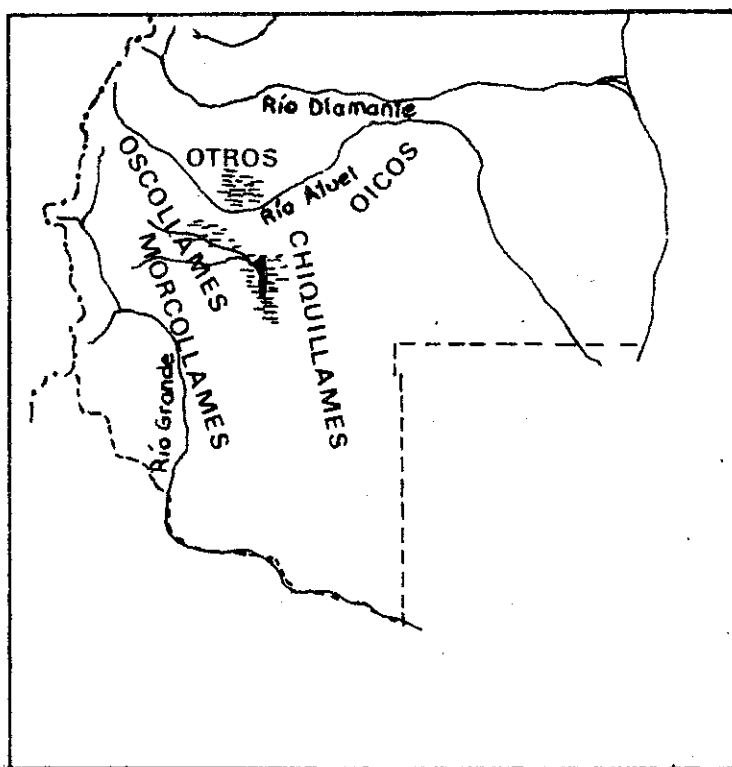 Río Diamante
OTROS
OSCOLLAMES
Río Atuel
OICOS
MORCOLLAMES
CHIQUILLAMES
Río Grande